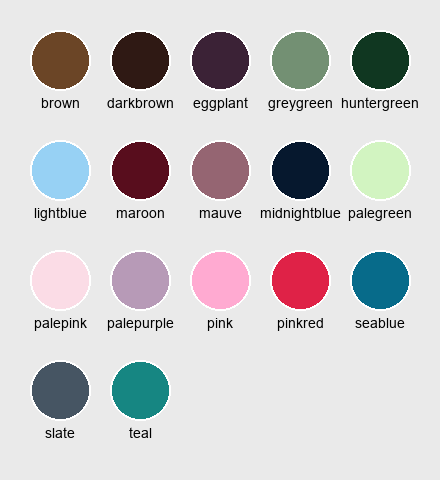 brown darkbrown eggplant greygreen huntergreen
lightblue maroon mauve midnightblue palegreen
palepink palepurple pink pinkred seablue
slate teal